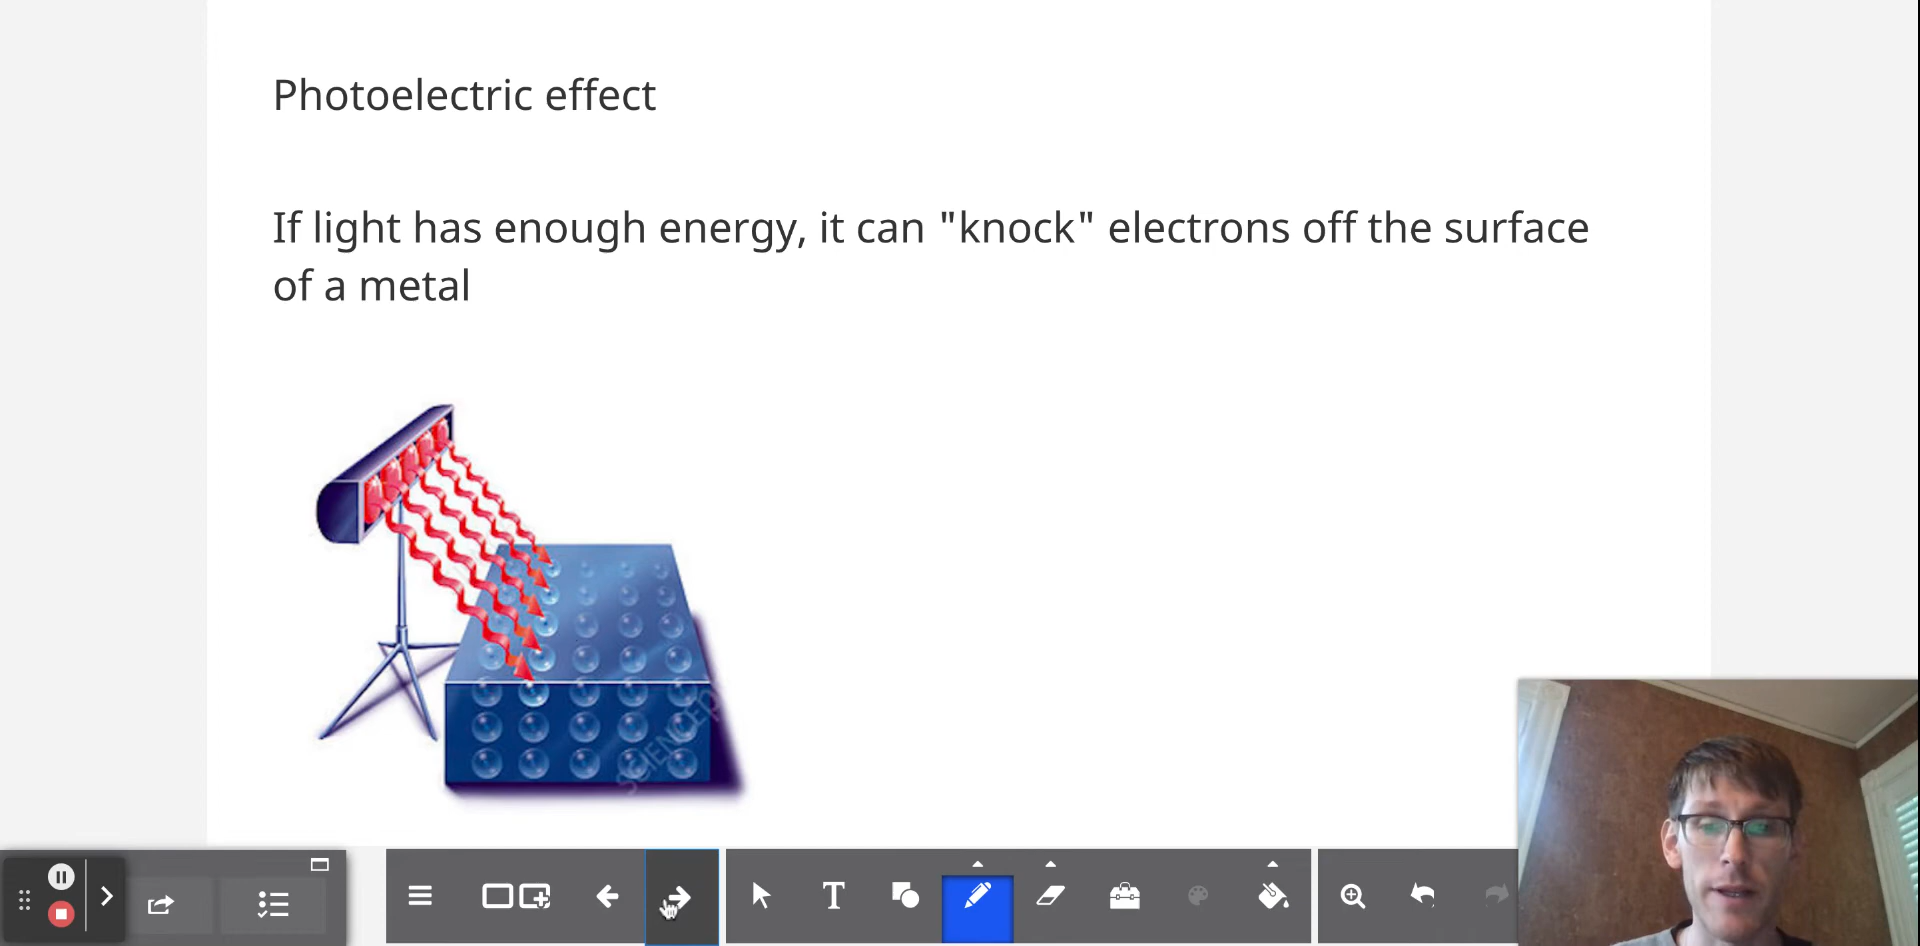 Photoelectric effect
If light has enough energy, it can "knock" electrons off the surface
of a metal
T